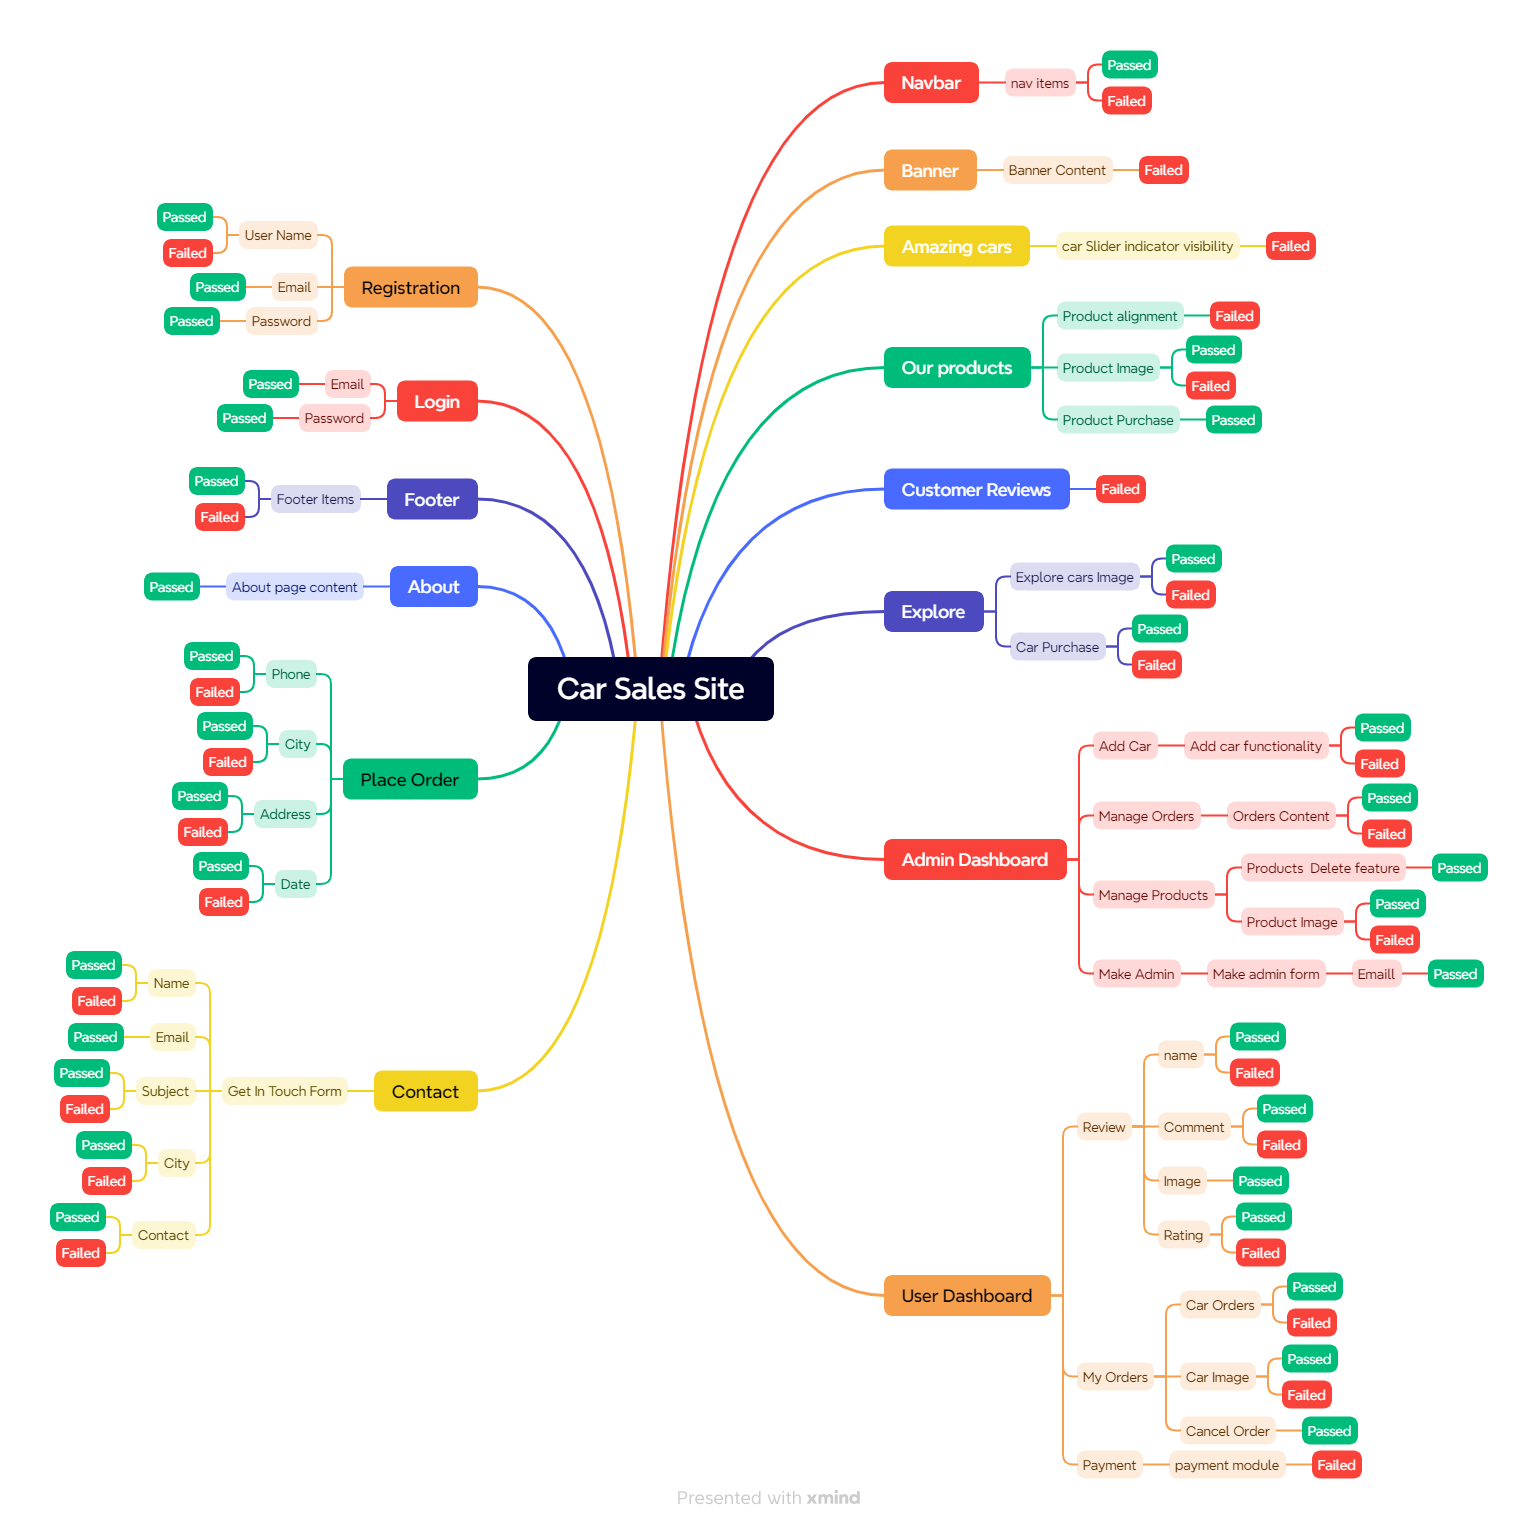 Car Sales Site
Navbar
nav items
Passed
Failed
Banner
Banner Content
Failed
Amazing cars
car Slider indicator visibility
Failed
Our products
Product alignment
Failed
Product Image
Passed
Failed
Product Purchase
Passed
Customer Reviews
Failed
Explore
Explore cars Image
Passed
Failed
Car Purchase
Passed
Failed
Admin Dashboard
Add Car
Add car functionality
Passed
Failed
Manage Orders
Orders Content
Passed
Failed
Manage Products
Products  Delete feature
Passed
Product Image
Passed
Failed
Make Admin
Make admin form
Emaill
Passed
User Dashboard
Review
name
Passed
Failed
Comment
Passed
Failed
Image
Passed
Rating
Passed
Failed
My Orders
Car Orders
Passed
Failed
Car Image
Passed
Failed
Cancel Order
Passed
Payment
payment module
Failed
Registration
User Name
Passed
Failed
Email
Passed
Password
Passed
Login
Email
Passed
Password
Passed
Footer
Footer Items
Passed
Failed
About
About page content
Passed
Place Order
Phone
Passed
Failed
City
Passed
Failed
Address
Passed
Failed
Date
Passed
Failed
Contact
Get In Touch Form
Name
Passed
Failed
Email
Passed
Subject
Passed
Failed
City
Passed
Failed
Contact
Passed
Failed
Presented with xmind